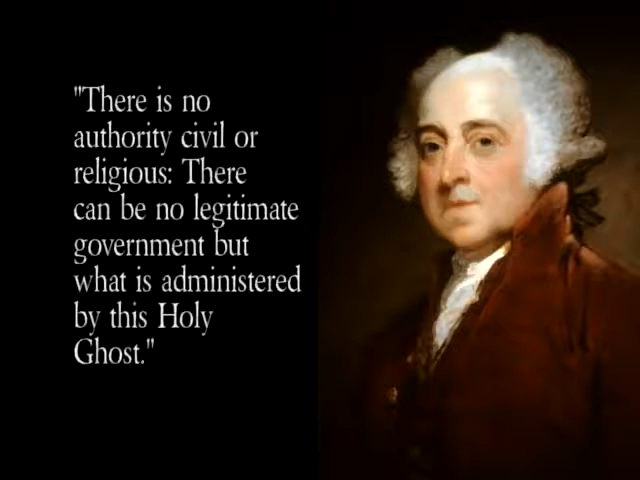 "There is no
authority civil or
religious: There
can be no legitimate
government but
what is administered
by this Holy
Ghost."